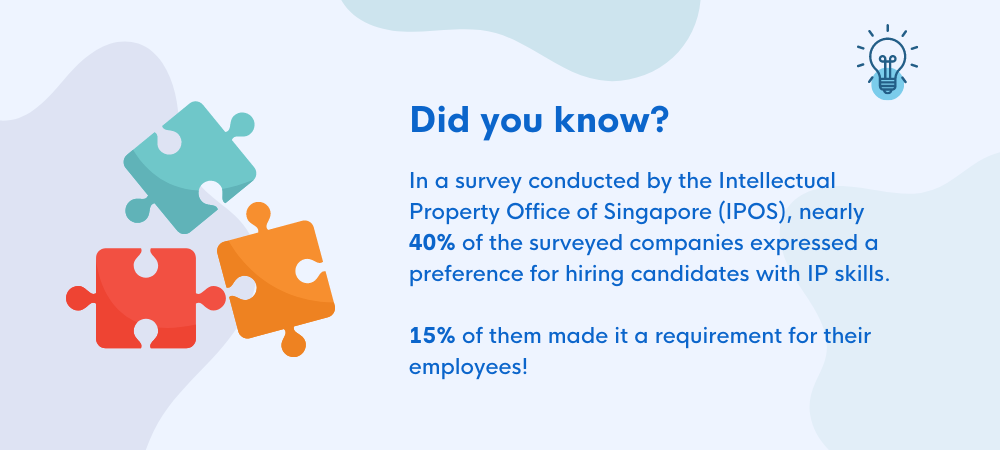 Did you know?
In a survey conducted by the Intellectual
Property Office of Singapore (IPOS), nearly
40% of the surveyed companies expressed a
preference for hiring candidates with IP skills.
15% of them made it a requirement for their
employees!